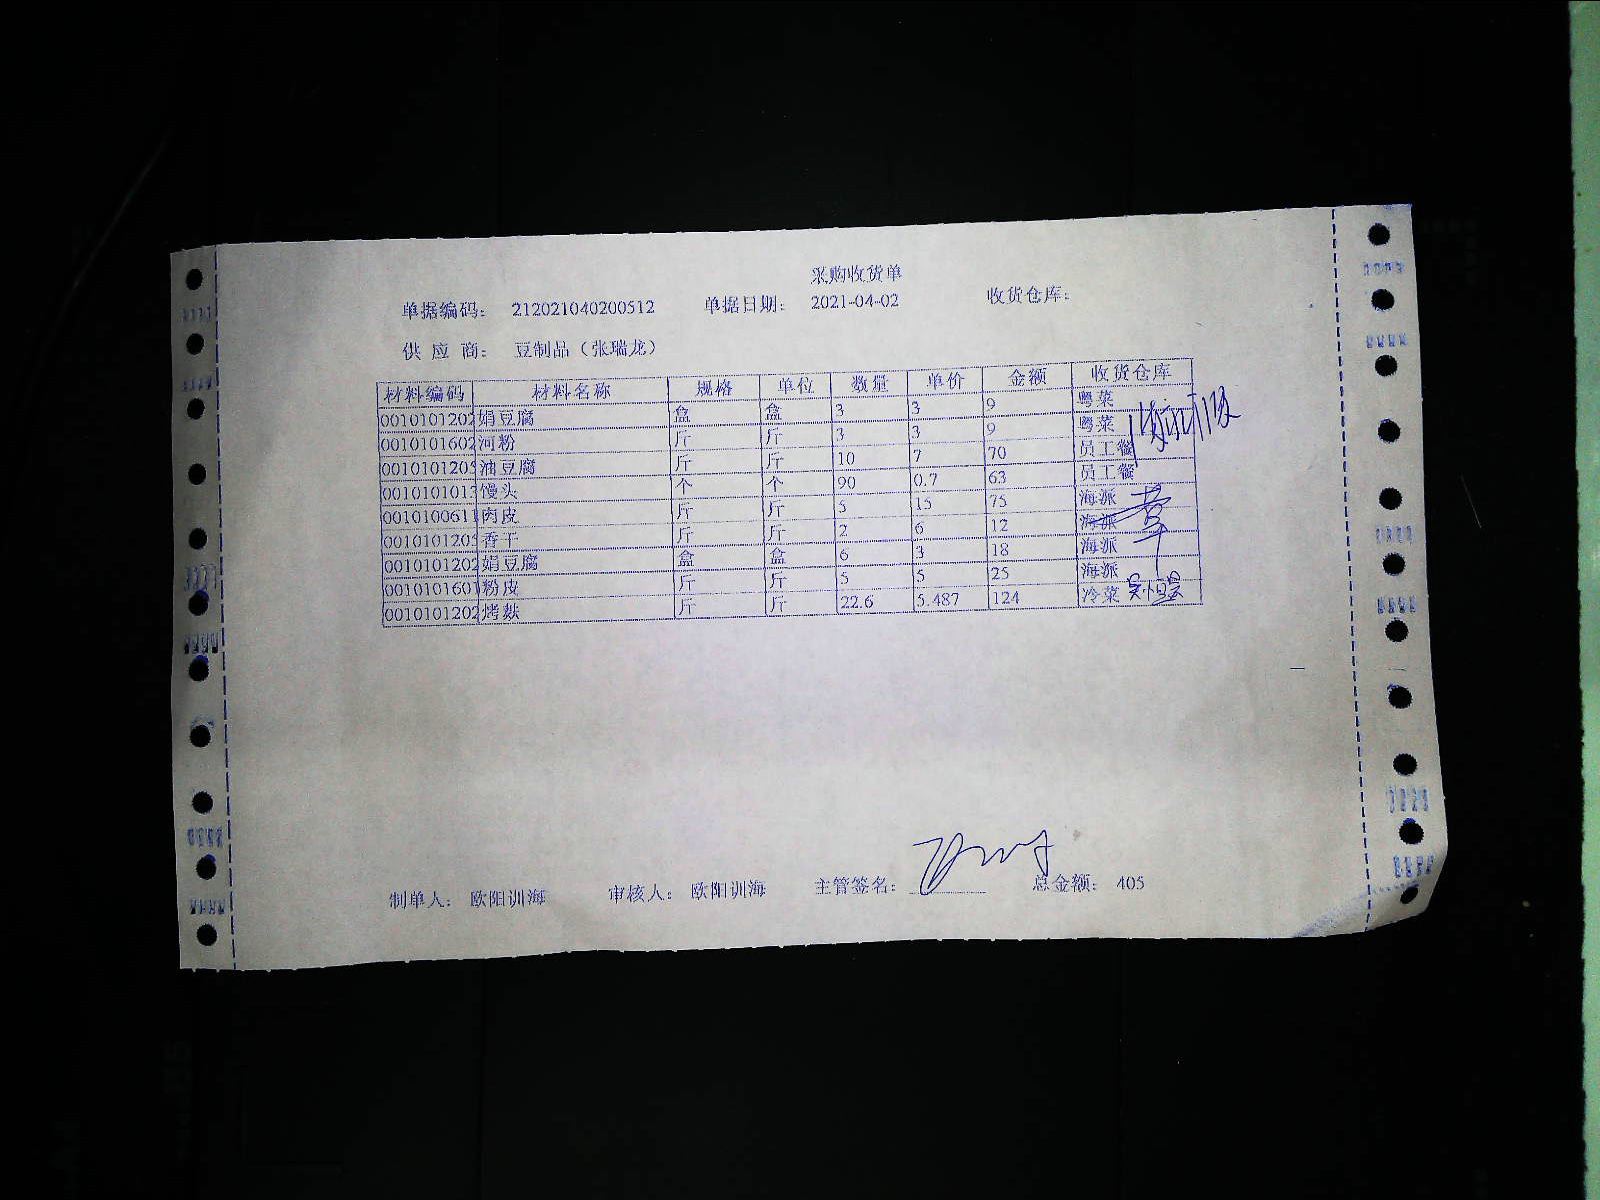 采购收货单
单据编码： 212021040200512 单据日期： 2021-04-02 收货仓库：
供 应 商： 豆制品（张瑞龙）
材料编码 材料名称 规格 单位 数量 单价 金额 收货仓库
0010101202 娟豆腐 盒 盒 3 3 9 粤菜
0010101602 河粉 斤 斤 3 3 9 粤菜
0010101205 油豆腐 斤 斤 10 7 70 员工餐
0010101013 馒头 个 个 90 0.7 63 员工餐
0010100611 肉皮 斤 斤 5 15 75 海派
0010101205 香干 斤 斤 2 6 12 海派
0010101202 娟豆腐 盒 盒 6 3 18 海派
0010101601 粉皮 斤 斤 5 5 25 海派
0010101202 烤麸 斤 斤 22.6 5.487 124 冷菜
制单人： 欧阳训海 审核人： 欧阳训海 主管签名： 总金额： 405